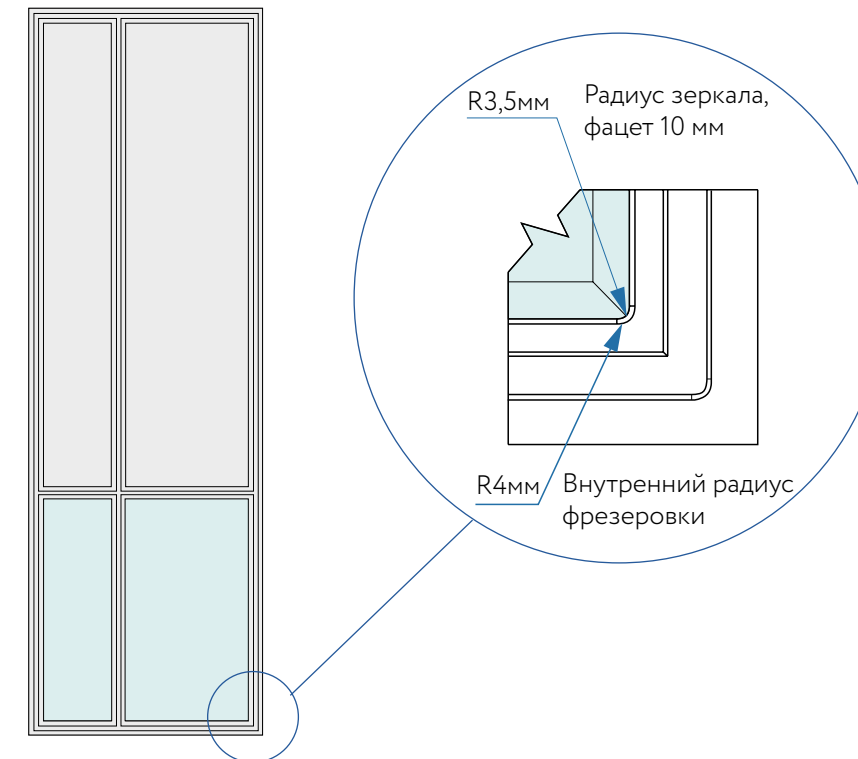 R3,5мм
Радиус зеркала,
фацет 10 мм
R4мм
Внутренний радиус
фрезеровки